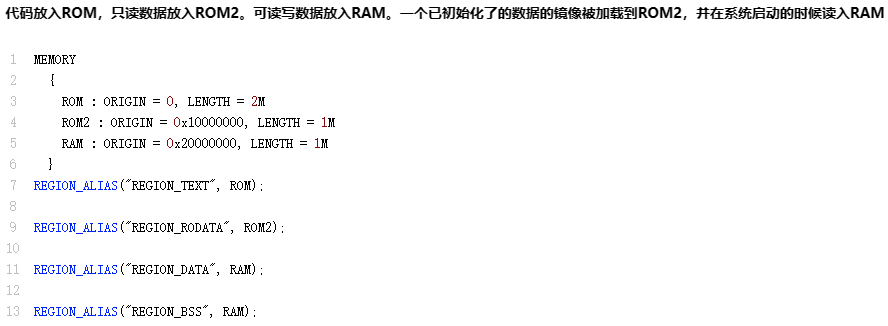 代码放入ROM，只读数据放入ROM2。可读写数据放入RAM。一个已初始化了的数据的镜像被加载到ROM2，并在系统启动的时候读入RAM
1 MEMORY
2 {
3 ROM : ORIGIN = 0, LENGTH = 2M
4 ROM2 : ORIGIN = 0x10000000, LENGTH = 1M
5 RAM : ORIGIN = 0x20000000, LENGTH = 1M
6 }
7 REGION_ALIAS("REGION_TEXT", ROM);
8
9 REGION_ALIAS("REGION_RODATA", ROM2);
10
11 REGION_ALIAS("REGION_DATA", RAM);
12
13 REGION_ALIAS("REGION_BSS", RAM);